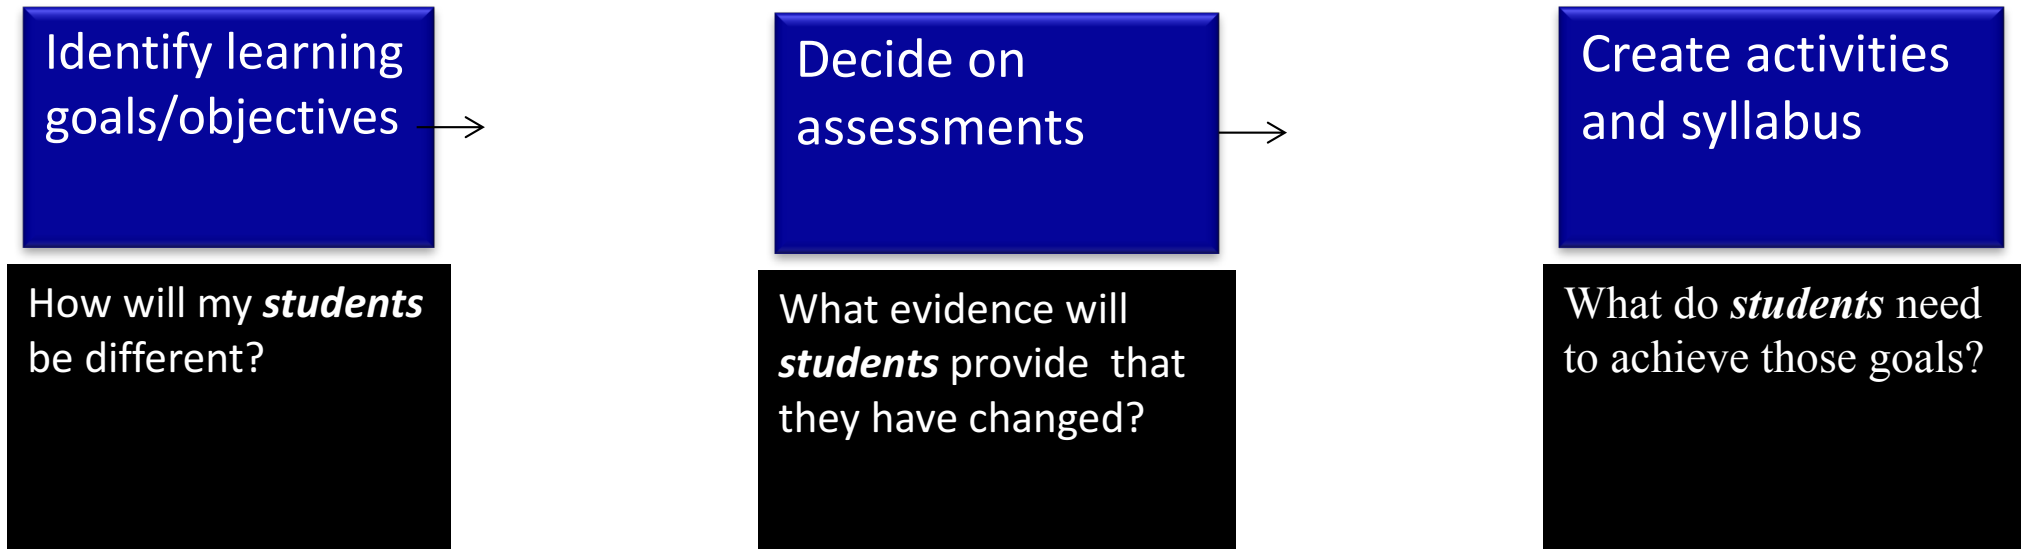 Identify learning
goals/objectives
How will my students
be different?
Decide on
assessments
What evidence will
students provide  that
they have changed?
Create activities
and syllabus
What do students need
to achieve those goals?